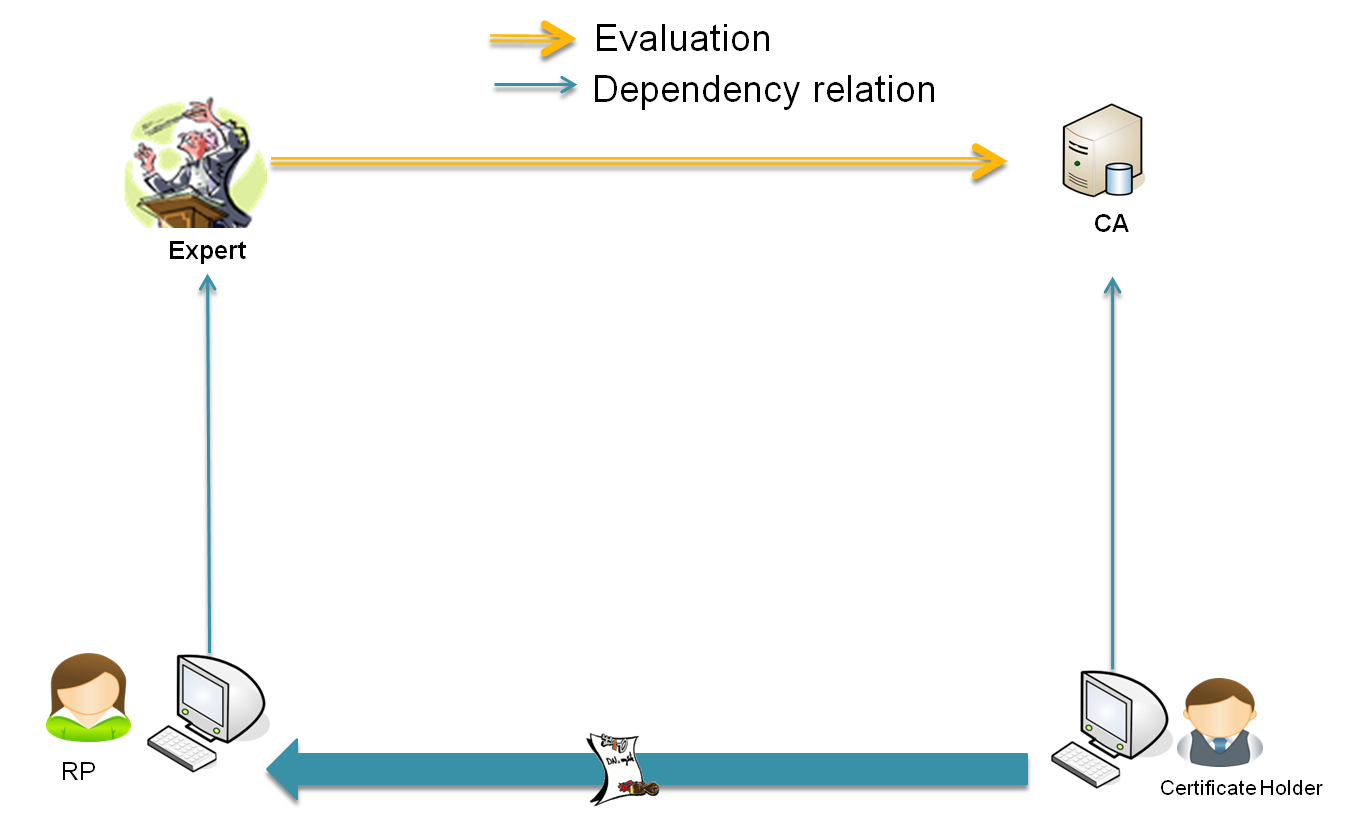 Evaluation
Dependency relation
Expert
CA
RP
Certificate Holder